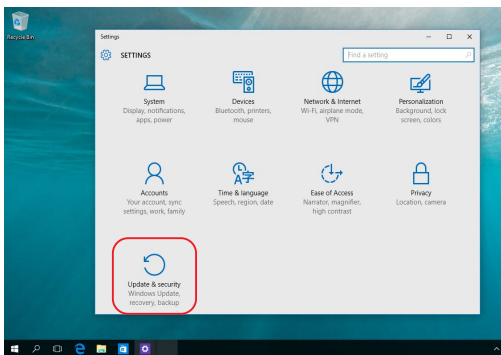 Recycle Bin
Settings
SETTINGS
Find a setting
System
Display, notifications,
apps, power
Devices
Bluetooth, printers,
mouse
Network & Internet
Wi-Fi, airplane mode,
VPN
Personalization
Background, lock
screen, colors
Accounts
Your account, sync
settings, work, family
Time & language
Speech, region, date
Ease of Access
Narrator, magnifier,
high contrast
Privacy
Location, camera
Update & security
Windows Update,
recovery, backup